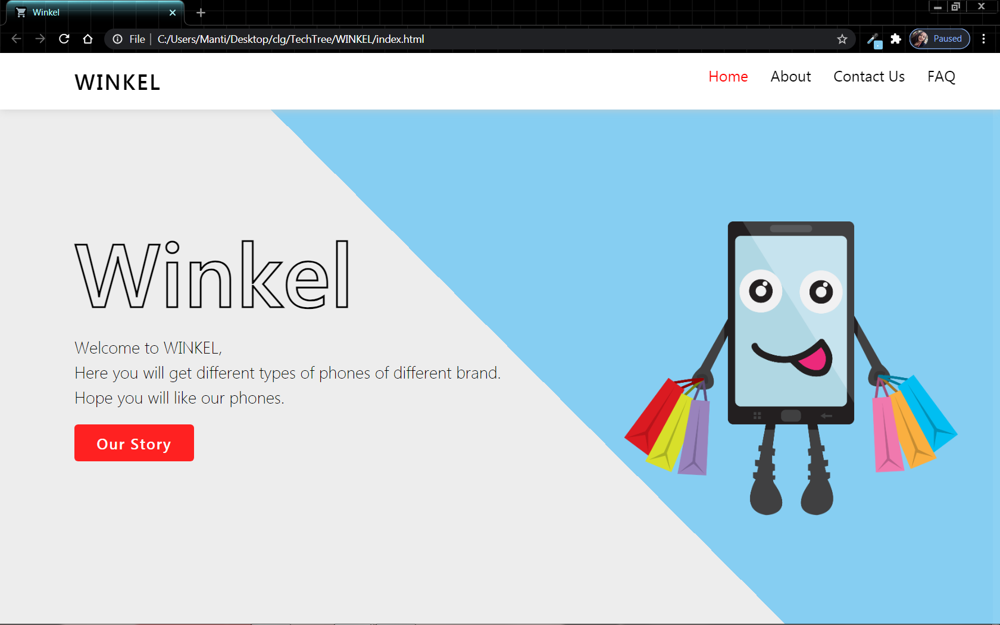 Winkel
File
C:/Users/Manti/Desktop/clg/TechTree/WINKEL/index.html
Paused
WINKEL
Home
About
Contact Us
FAQ
Winkel
Welcome to WINKEL,
Here you will get different types of phones of different brand.
Hope you will like our phones.
Our Story